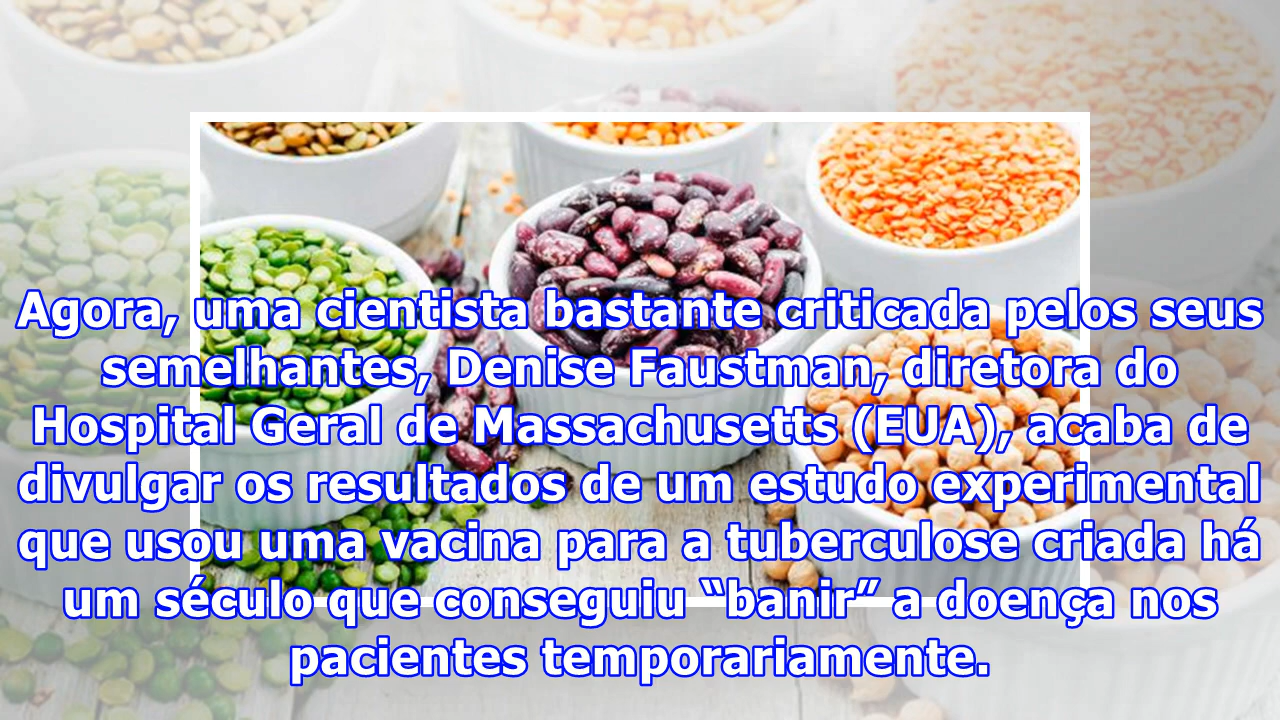 Agora, uma cientista bastante criticada pelos seus
semelhantes, Denise Faustman, diretora do
Hospital Geral de Massachusetts (EUA), acaba de
divulgar os resultados de um estudo experimental
que usou uma vacina para a tuberculose criada há
um século que conseguiu “banir” a doença nos
pacientes temporariamente.